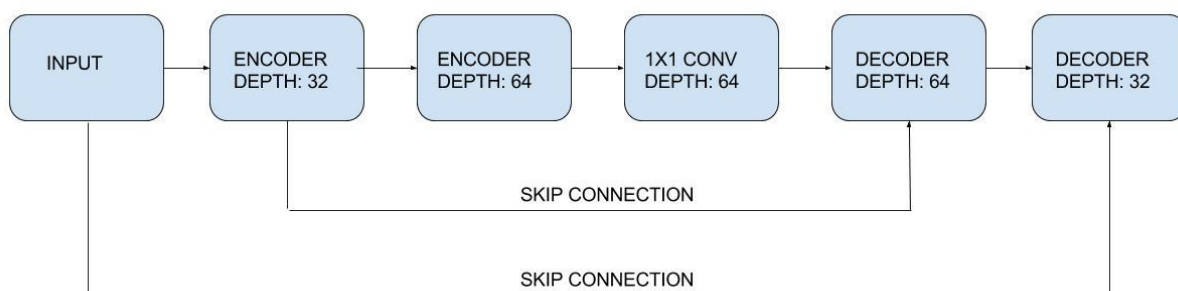 INPUT
ENCODER
DEPTH: 32
ENCODER
DEPTH: 64
1X1 CONV
DEPTH: 64
DECODER
DEPTH: 64
DECODER
DEPTH: 32
SKIP CONNECTION
SKIP CONNECTION